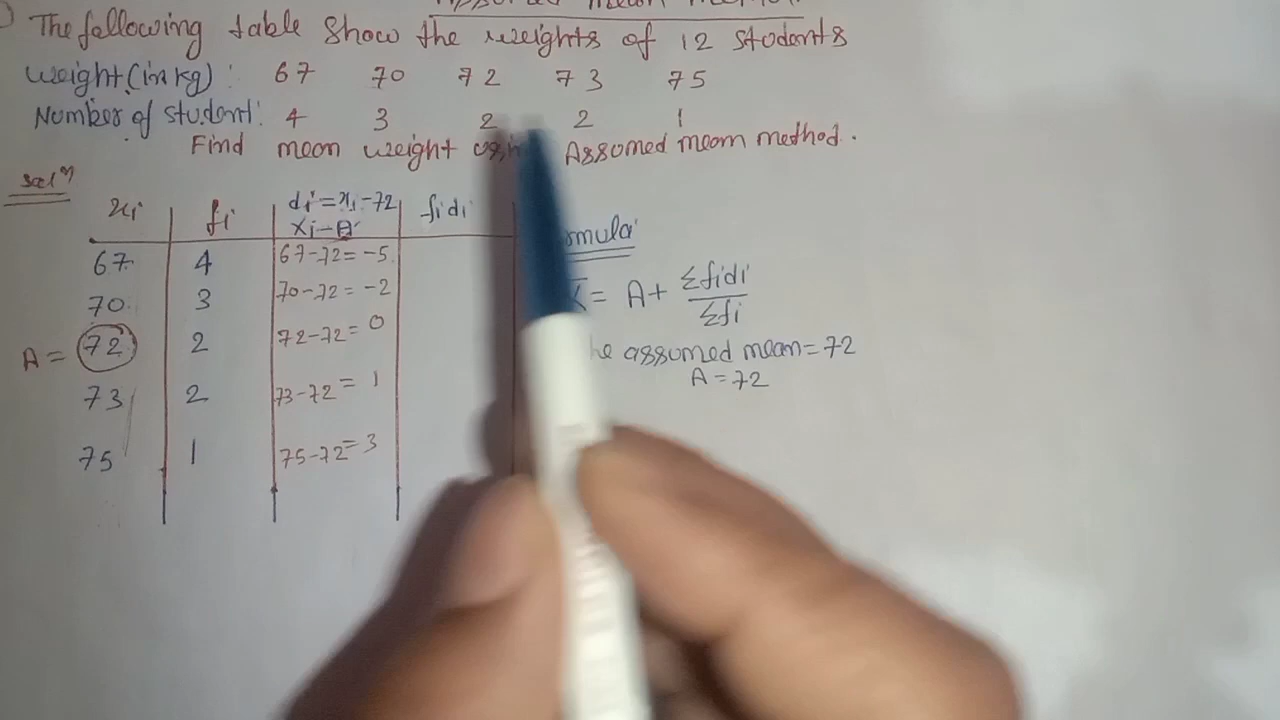 mean
The following table show the weights of 12 students
weight (in kg) : 67 70 72 73 75
Number of student: 4 3 2 2 1
Find mean weight Assumed mean method.
solⁿ
xi fi di = xi-72 fidi
xi-A
67 4 67-72 = -5
70 3 70-72 = -2
A = 72 2 72-72 = 0
73 2 73-72 = 1
75 1 75-72 = 3
= A + Σfidi
Σfi
assumed mean = 72
A = 72